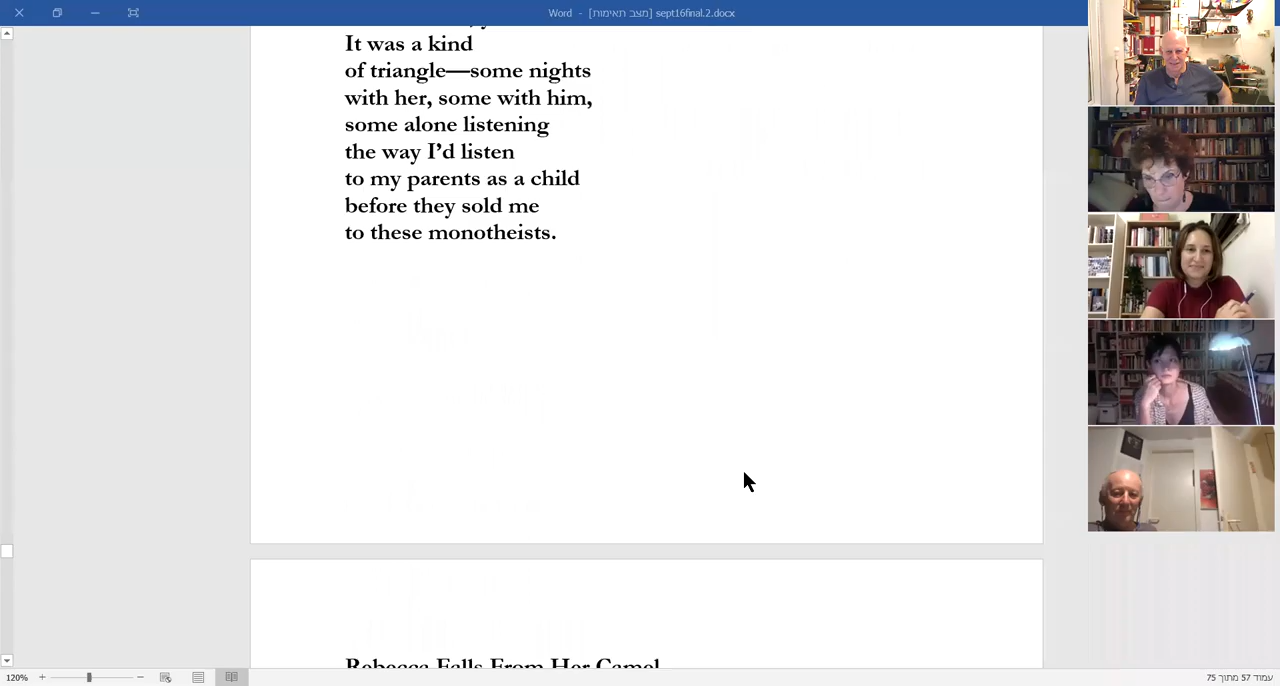 Word - [מצב תאימות] sept16final.2.docx
It was a kind
of triangle—some nights
with her, some with him,
some alone listening
the way I’d listen
to my parents as a child
before they sold me
to these monotheists.
Rebecca Falls From Her Camel
120%
עמוד 57 מתוך 75